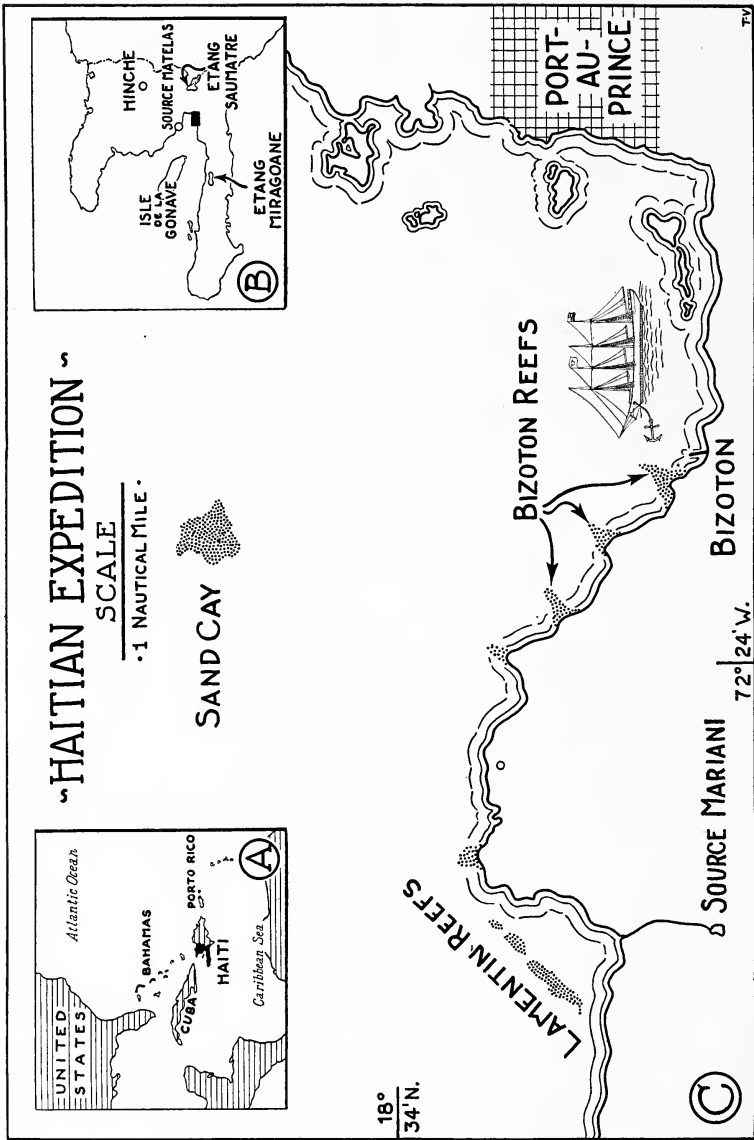 ~HAITIAN EXPEDITION~
SCALE
·1 NAUTICAL MILE·
UNITED
STATES
Atlantic Ocean
BAHAMAS
CUBA
PORTO RICO
HAITI
Caribbean Sea
A
HINCHE
SOURCE MATELAS
ISLE
DE LA
GONAVE
ETANG
SAUMATRE
ETANG
MIRAGOANE
B
SAND CAY
PORT-
AU-
PRINCE
BIZOTON REEFS
LAMENTIN REEFS
BIZOTON
SOURCE MARIANI
18°
34'N.
72° 24'W.
C
T-V